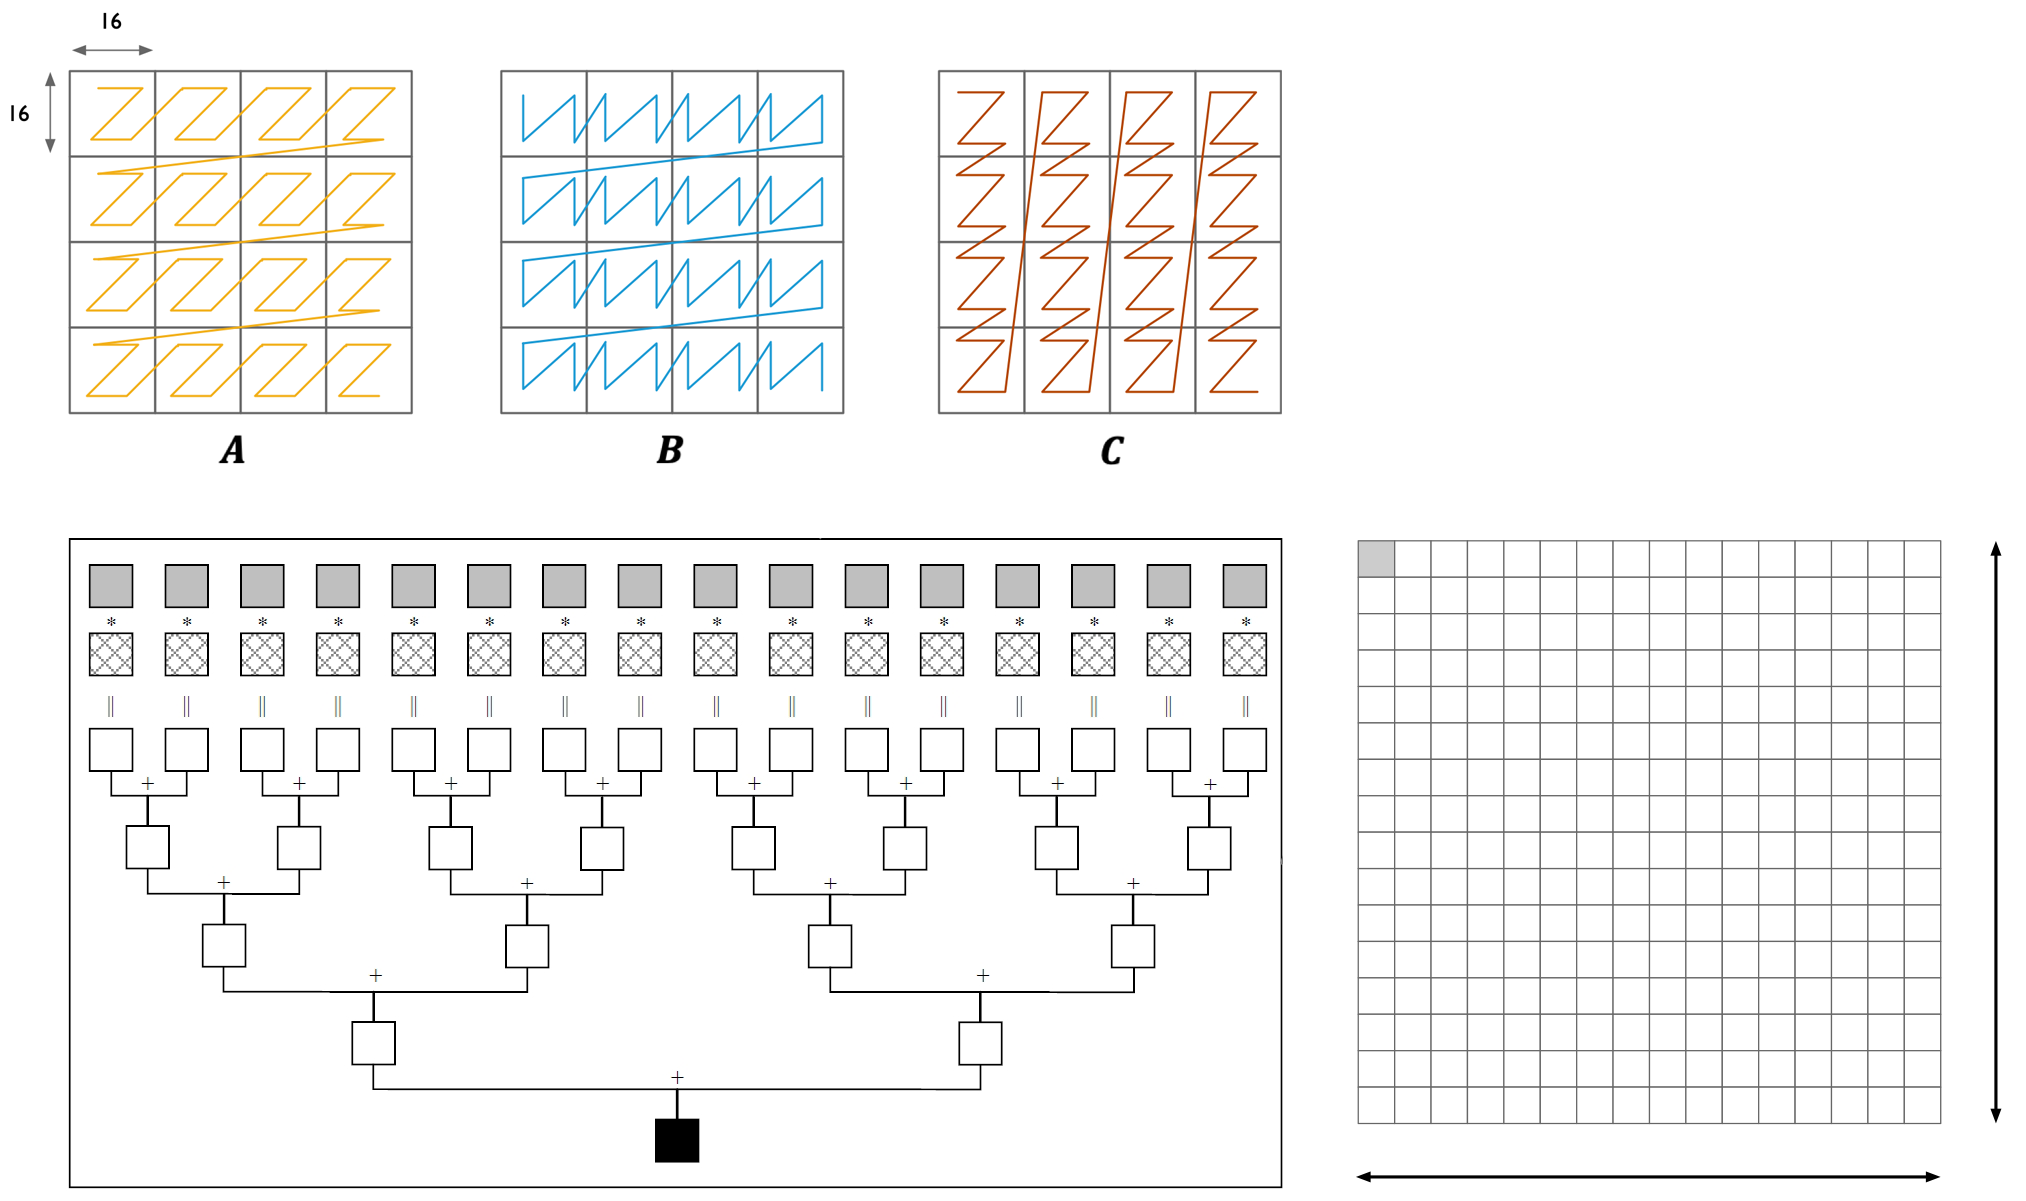 16
16
A
B
C
* * * * * * * * * * * * * * * *
|| || || || || || || || || || || || || || || ||
+ + + + + + + +
+ + + +
+ +
+